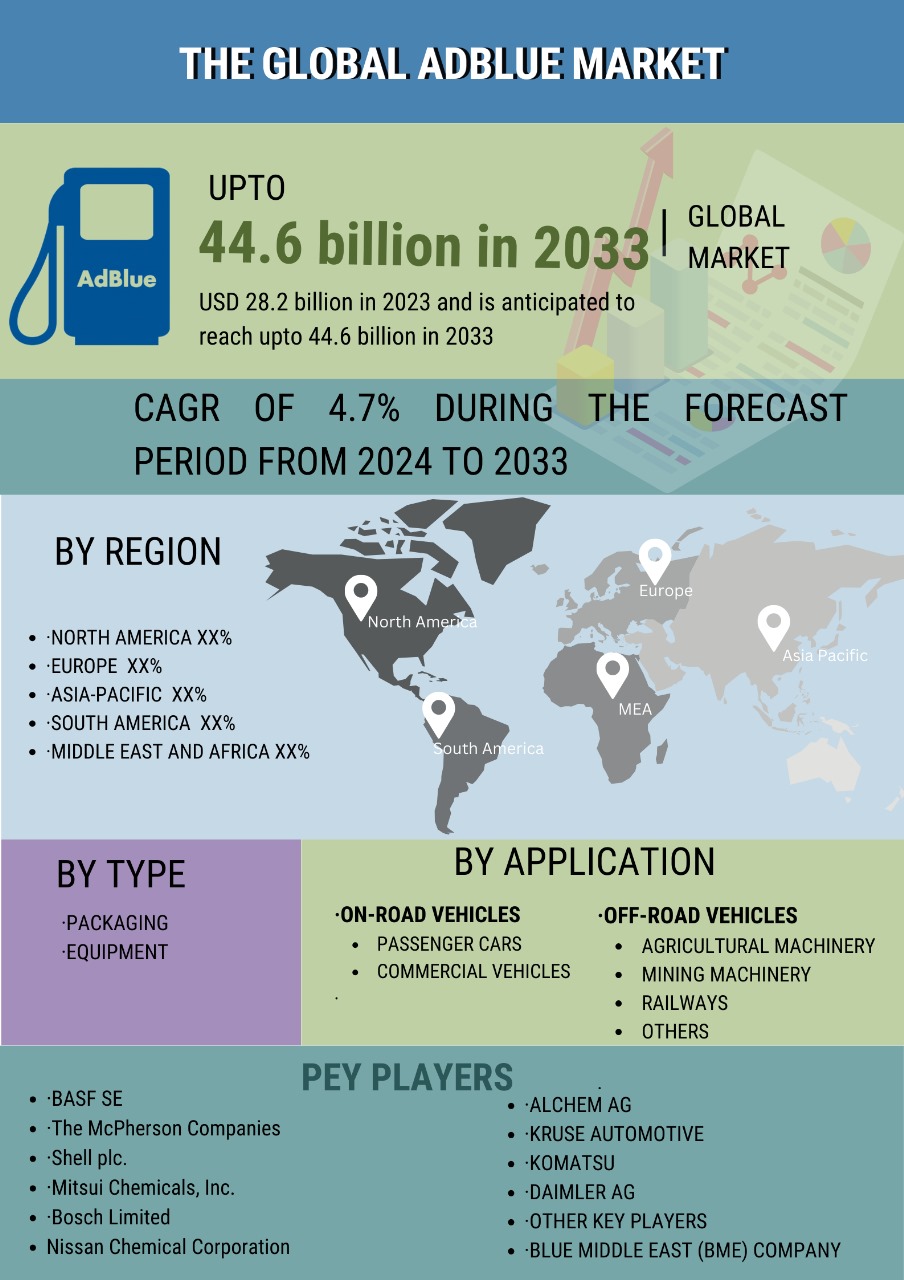 THE GLOBAL ADBLUE MARKET
AdBlue
UPTO
44.6 billion in 2033
USD 28.2 billion in 2023 and is anticipated to
reach upto 44.6 billion in 2033
| GLOBAL
MARKET
CAGR OF 4.7% DURING THE FORECAST
PERIOD FROM 2024 TO 2033
BY REGION
• ·NORTH AMERICA XX%
• ·EUROPE XX%
• ·ASIA-PACIFIC XX%
• ·SOUTH AMERICA XX%
• ·MIDDLE EAST AND AFRICA XX%
North America
Europe
Asia Pacific
MEA
South America
BY TYPE
·PACKAGING
·EQUIPMENT
BY APPLICATION
·ON-ROAD VEHICLES
• PASSENGER CARS
• COMMERCIAL VEHICLES
·
·OFF-ROAD VEHICLES
• AGRICULTURAL MACHINERY
• MINING MACHINERY
• RAILWAYS
• OTHERS
PEY PLAYERS
• ·BASF SE
• ·The McPherson Companies
• ·Shell plc.
• ·Mitsui Chemicals, Inc.
• ·Bosch Limited
• Nissan Chemical Corporation
·
• ·ALCHEM AG
• ·KRUSE AUTOMOTIVE
• ·KOMATSU
• ·DAIMLER AG
• ·OTHER KEY PLAYERS
• ·BLUE MIDDLE EAST (BME) COMPANY